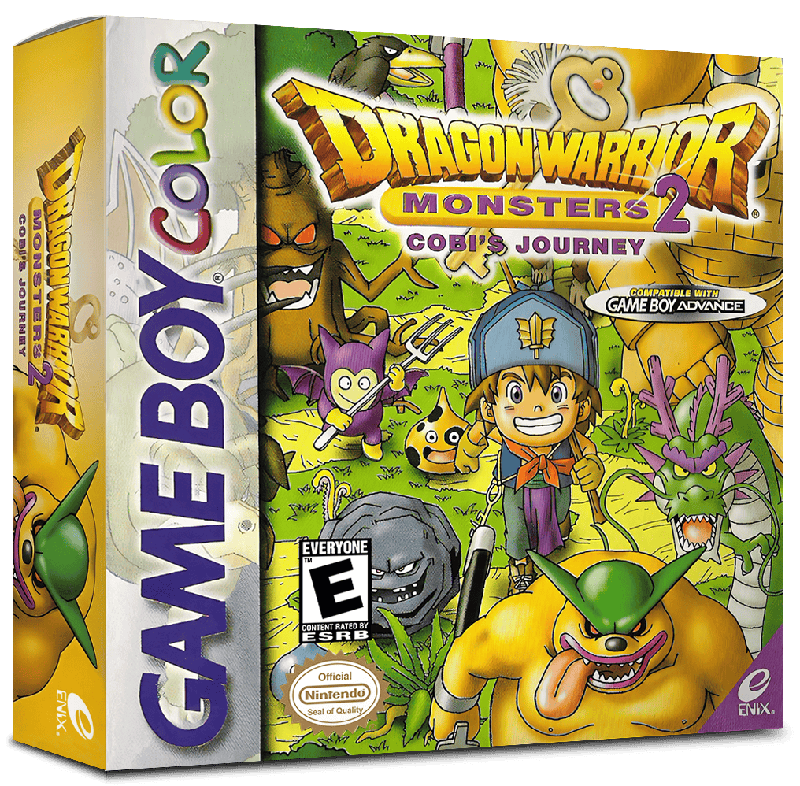 DRAGON WARRIOR
MONSTERS 2
COBI'S JOURNEY
ENIX®
GAME BOY COLOR®
DRAGON WARRIOR®
MONSTERS 2
COBI'S JOURNEY
COMPATIBLE WITH
GAME BOY ADVANCE
EVERYONE
E™
CONTENT RATED BY
ESRB
Official
Nintendo
Seal of Quality
ENIX®